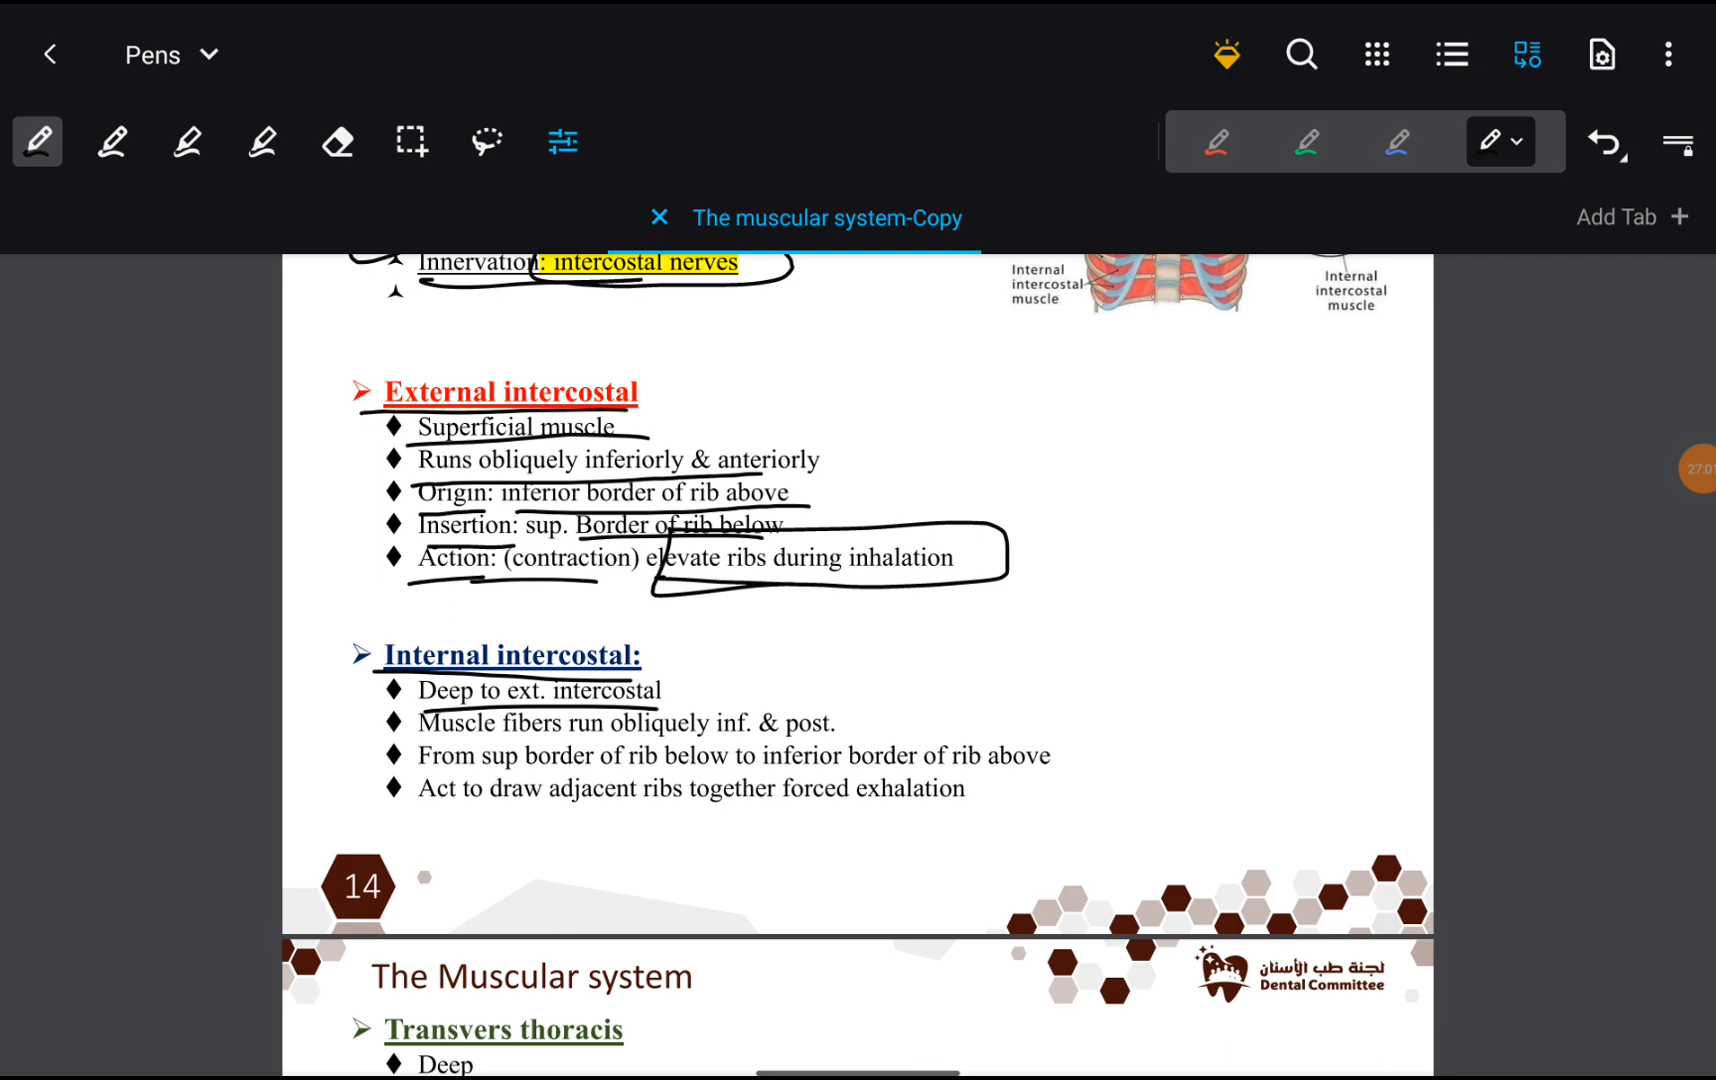 Pens
The muscular system-Copy
Add Tab +
Innervation: intercostal nerves
Internal
intercostal
muscle
Internal
intercostal
muscle
External intercostal
Superficial muscle
Runs obliquely inferiorly & anteriorly
Origin: inferior border of rib above
Insertion: sup. Border of rib below
Action: (contraction) elevate ribs during inhalation
27:01
Internal intercostal:
Deep to ext. intercostal
Muscle fibers run obliquely inf. & post.
From sup border of rib below to inferior border of rib above
Act to draw adjacent ribs together forced exhalation
14
The Muscular system
لجنة طب الأسنان
Dental Committee
Transvers thoracis
Deep